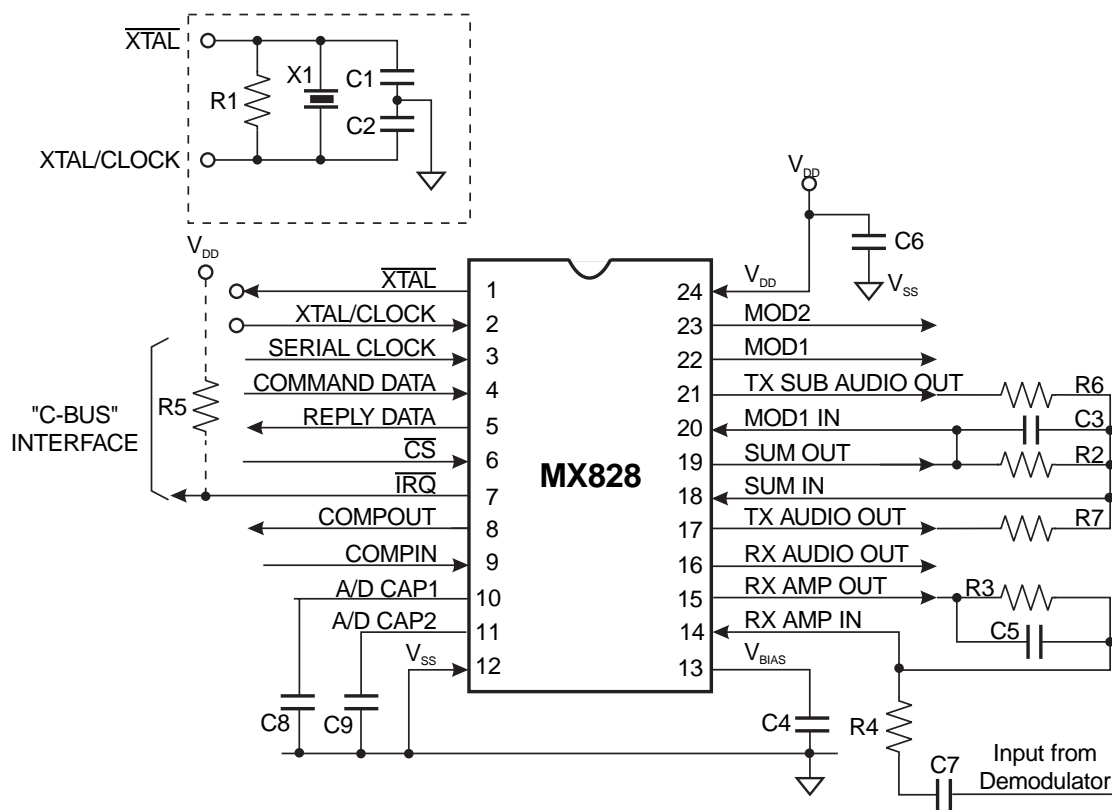 XTAL
X1
C1
R1
C2
XTAL/CLOCK
VDD
C6
VSS
VDD
"C-BUS"
INTERFACE
R5
XTAL
XTAL/CLOCK
SERIAL CLOCK
COMMAND DATA
REPLY DATA
CS
IRQ
COMPOUT
COMPIN
A/D CAP1
A/D CAP2
VSS
1
2
3
4
5
6
7
8
9
10
11
12
MX828
24
23
22
21
20
19
18
17
16
15
14
13
VDD
MOD2
MOD1
TX SUB AUDIO OUT
MOD1 IN
SUM OUT
SUM IN
TX AUDIO OUT
RX AUDIO OUT
RX AMP OUT
RX AMP IN
VBIAS
R6
C3
R2
R7
R3
C5
C8
C9
C4
R4
C7
Input from
Demodulator